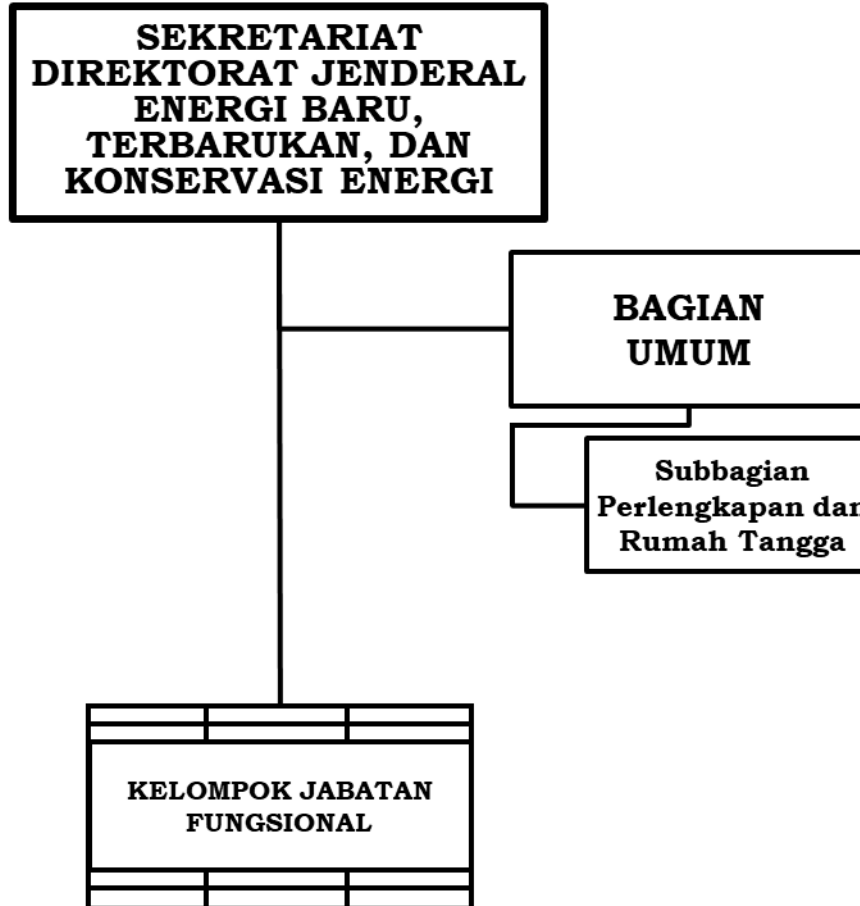 SEKRETARIAT
DIREKTORAT JENDERAL
ENERGI BARU,
TERBARUKAN, DAN
KONSERVASI ENERGI
BAGIAN
UMUM
Subbagian
Perlengkapan dan
Rumah Tangga
KELOMPOK JABATAN
FUNGSIONAL